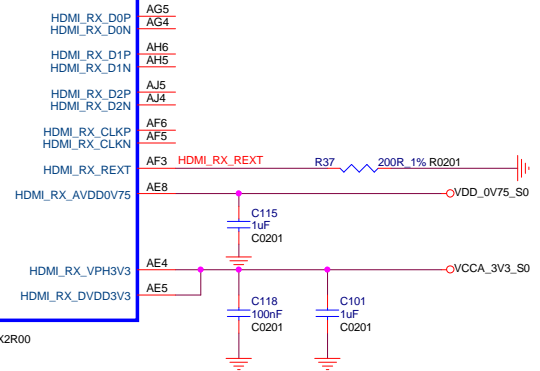 HDMI_RX_D0P AG5
HDMI_RX_D0N AG4
HDMI_RX_D1P AH6
HDMI_RX_D1N AH5
HDMI_RX_D2P AJ5
HDMI_RX_D2N AJ4
HDMI_RX_CLKP AF6
HDMI_RX_CLKN AF5
HDMI_RX_REXT AF3 HDMI_RX_REXT R37 200R_1% R0201
HDMI_RX_AVDD0V75 AE8 VDD_0V75_S0
C115
1uF
C0201
HDMI_RX_VPH3V3 AE4 VCCA_3V3_S0
HDMI_RX_DVDD3V3 AE5
C118 C101
100nF 1uF
C0201 C0201
X2R00